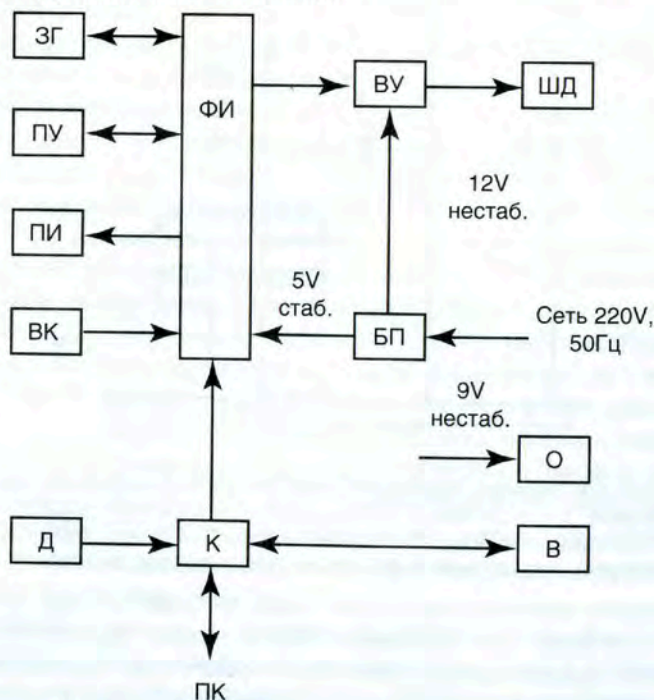 ЗГ
ФИ
ВУ
ШД
ПУ
12V
нестаб.
ПИ
5V
стаб.
ВК
БП
Сеть 220V,
50Гц
9V
нестаб.
О
Д
К
В
ПК